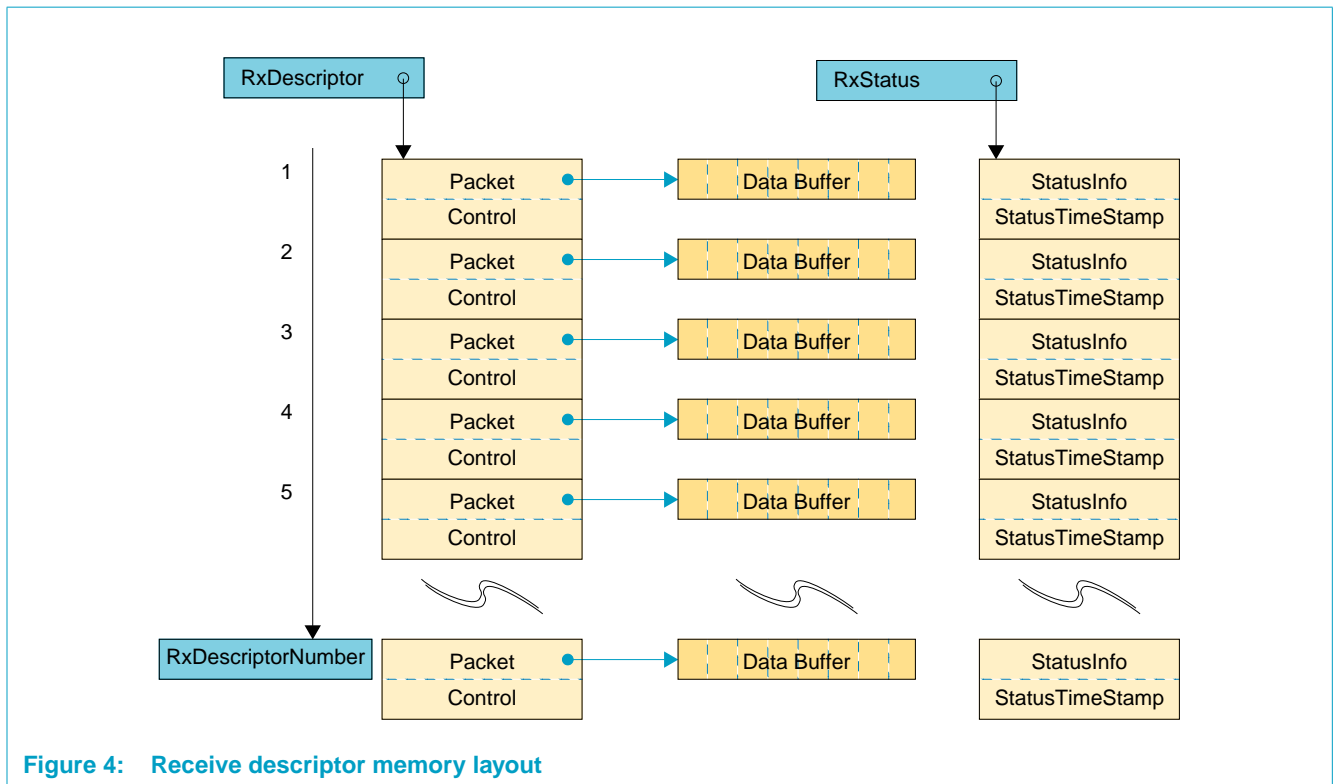 RxDescriptor
RxStatus
1
Packet
Data Buffer
StatusInfo
Control
StatusTimeStamp
2
Packet
Data Buffer
StatusInfo
Control
StatusTimeStamp
3
Packet
Data Buffer
StatusInfo
Control
StatusTimeStamp
4
Packet
Data Buffer
StatusInfo
Control
StatusTimeStamp
5
Packet
Data Buffer
StatusInfo
Control
StatusTimeStamp
RxDescriptorNumber
Packet
Data Buffer
StatusInfo
Control
StatusTimeStamp
Figure 4: Receive descriptor memory layout